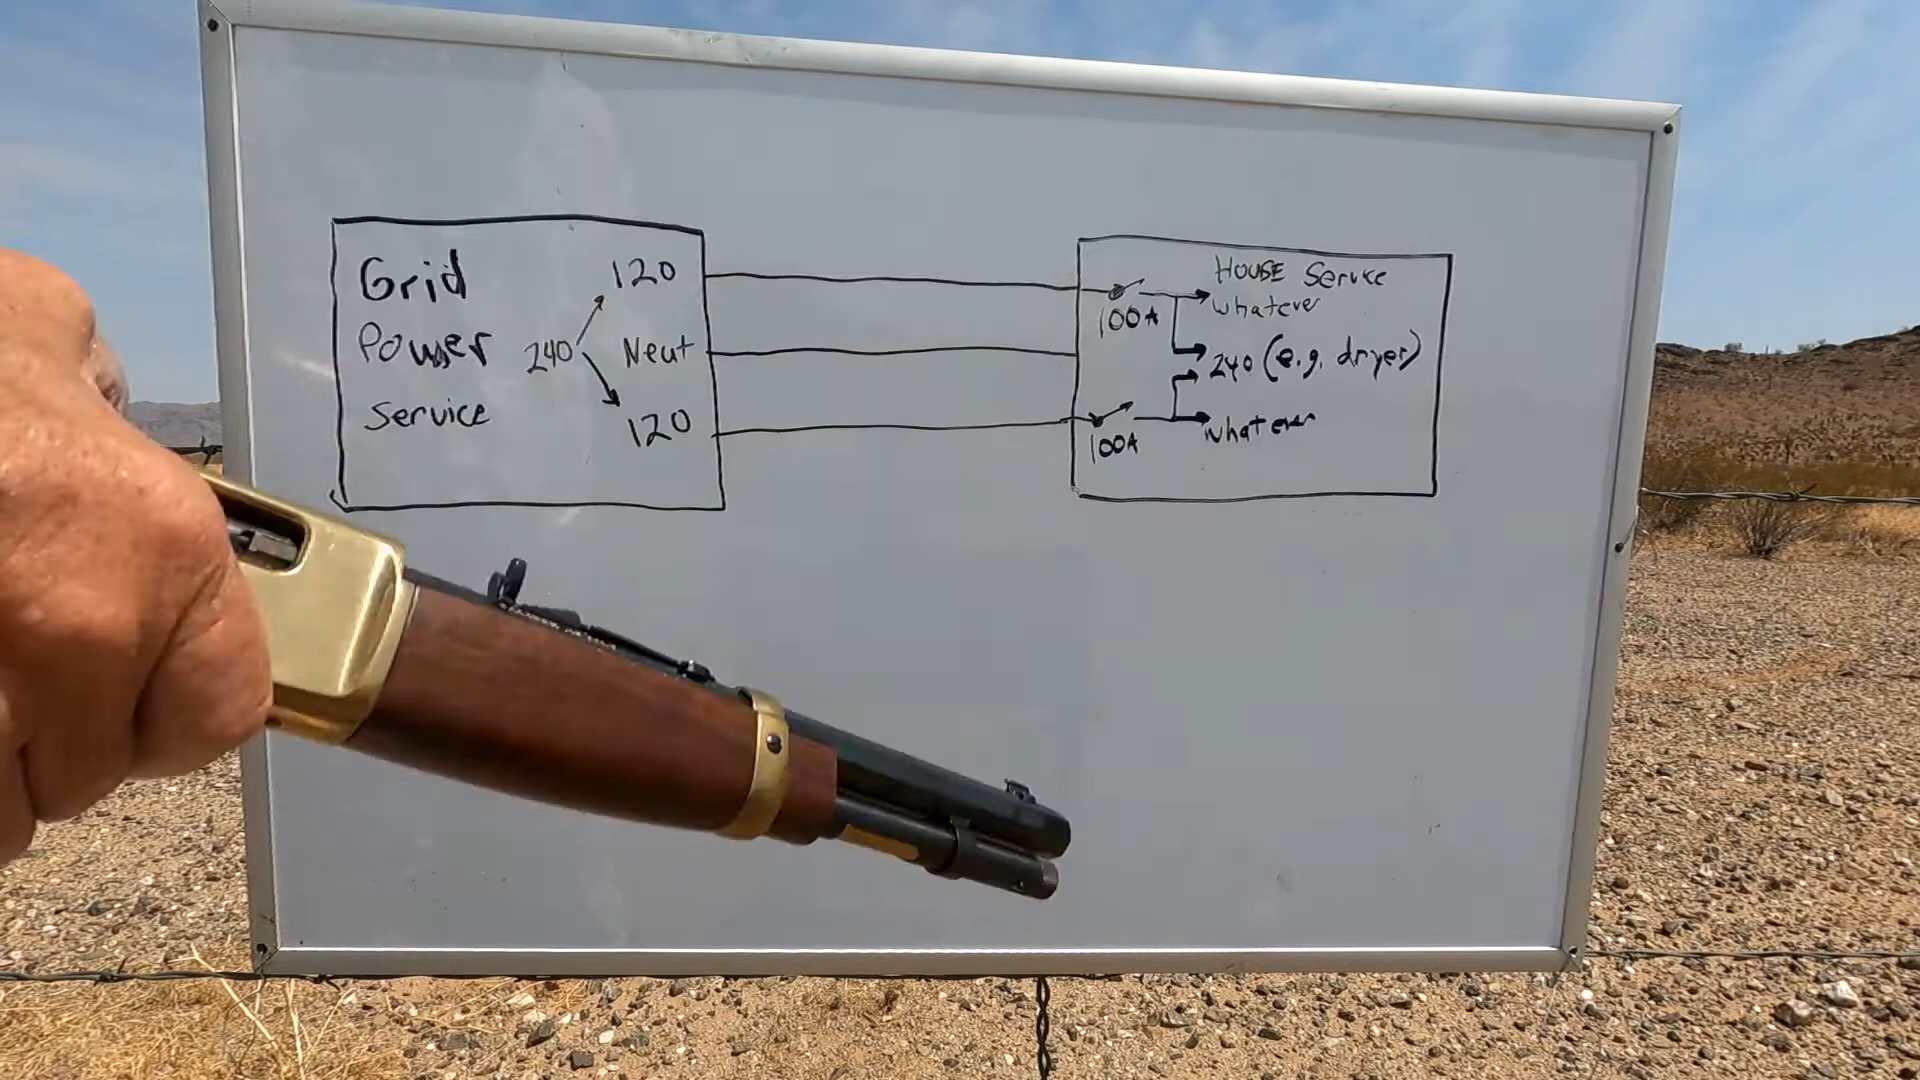 Grid
Power
Service
240
120
Neut
120
100A
100A
HOUSE Service
whatever
240 (e.g. dryer)
whatever